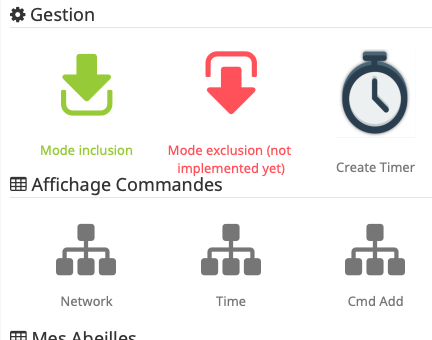 Gestion
Mode inclusion
Mode exclusion (not
implemented yet)
Create Timer
Affichage Commandes
Network
Time
Cmd Add
Mes Abeilles